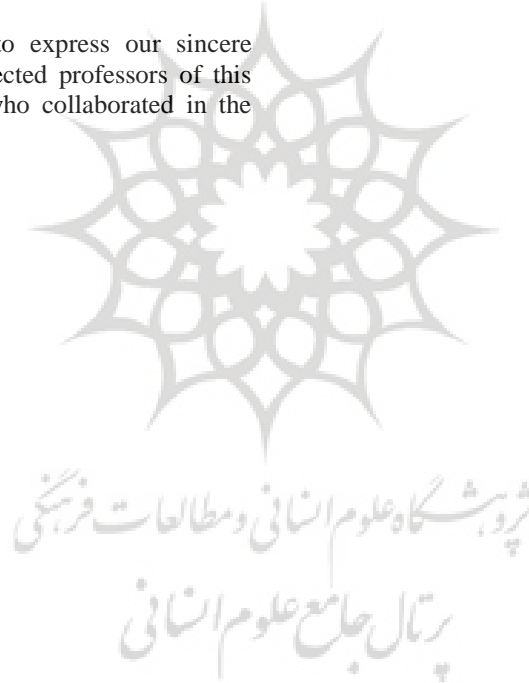 to express our sincere
ected professors of this
who collaborated in the
پژوهشگاه علوم انسانی و مطالعات فرهنگی
پرتال جامع علوم انسانی